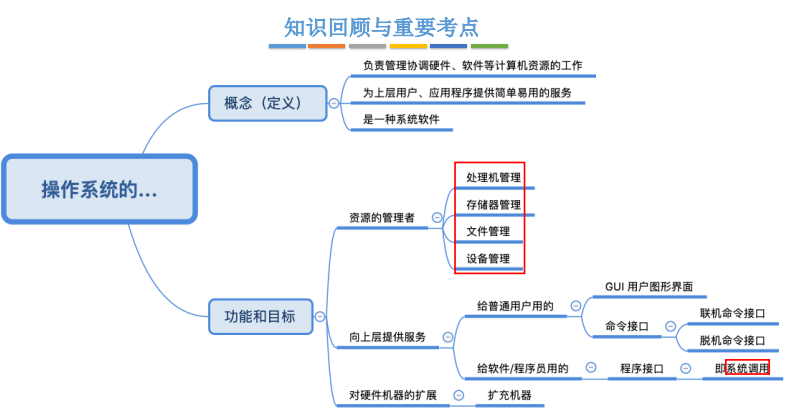 知识回顾与重要考点
操作系统的...
概念（定义）
负责管理协调硬件、软件等计算机资源的工作
为上层用户、应用程序提供简单易用的服务
是一种系统软件
功能和目标
资源的管理者
处理机管理
存储器管理
文件管理
设备管理
向上层提供服务
给普通用户用的
GUI 用户图形界面
命令接口
联机命令接口
脱机命令接口
给软件/程序员用的
程序接口
即系统调用
对硬件机器的扩展
扩充机器